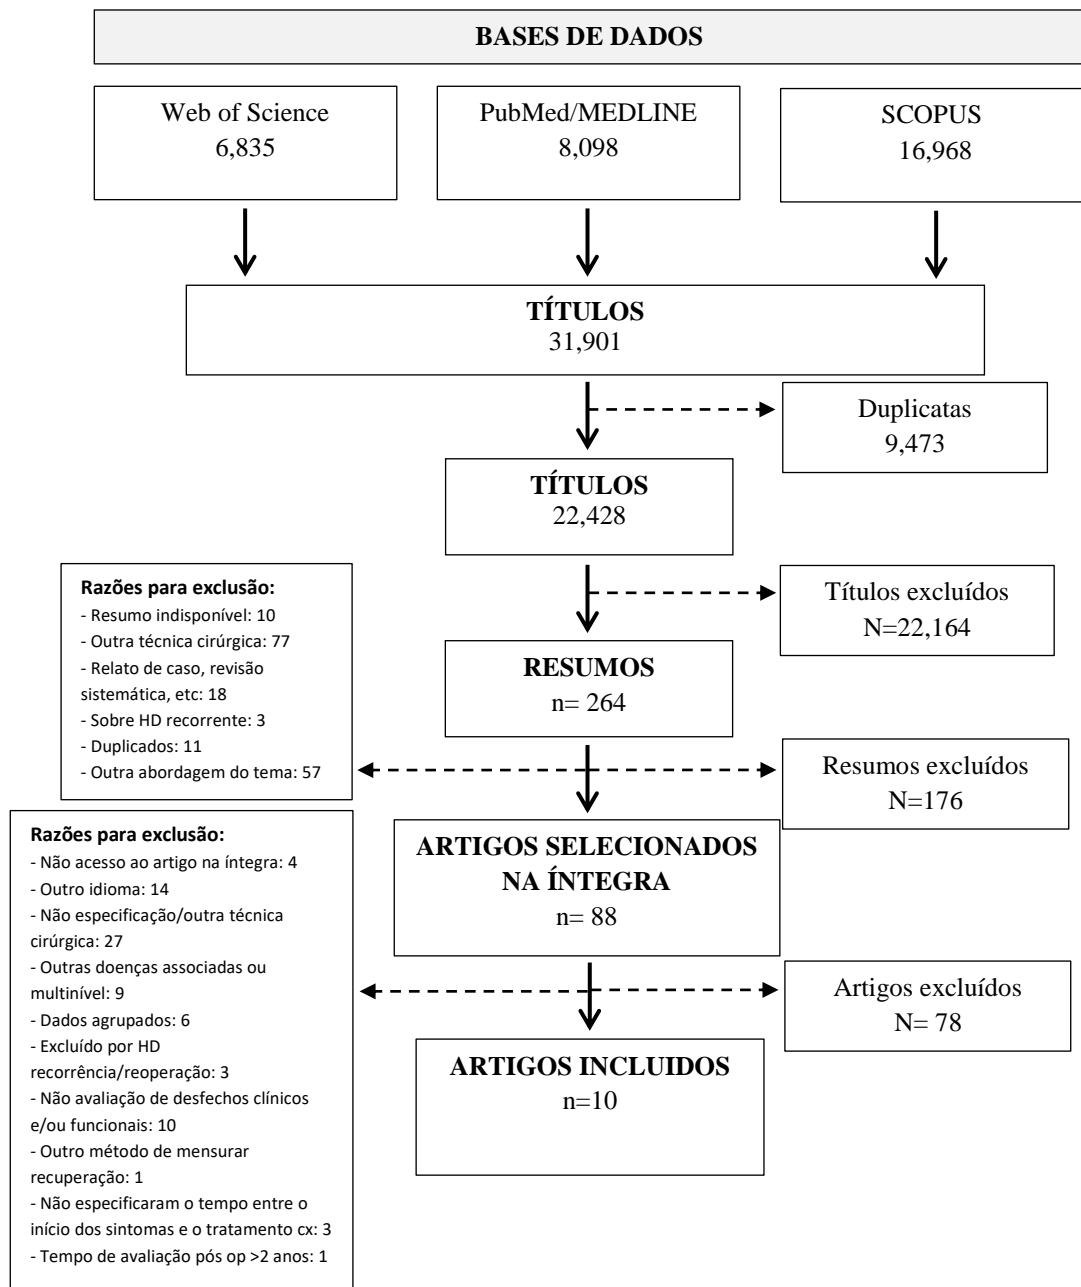 BASES DE DADOS
Web of Science
6,835
PubMed/MEDLINE
8,098
SCOPUS
16,968
TÍTULOS
31,901
Duplicatas
9,473
TÍTULOS
22,428
Títulos excluídos
N=22,164
RESUMOS
n= 264
Razões para exclusão:
- Resumo indisponível: 10
- Outra técnica cirúrgica: 77
- Relato de caso, revisão
sistemática, etc: 18
- Sobre HD recorrente: 3
- Duplicados: 11
- Outra abordagem do tema: 57
Resumos excluídos
N=176
ARTIGOS SELECIONADOS
NA ÍNTEGRA
n= 88
Razões para exclusão:
- Não acesso ao artigo na íntegra: 4
- Outro idioma: 14
- Não especificação/outra técnica
cirúrgica: 27
- Outras doenças associadas ou
multinível: 9
- Dados agrupados: 6
- Excluído por HD
recorrência/reoperação: 3
- Não avaliação de desfechos clínicos
e/ou funcionais: 10
- Outro método de mensurar
recuperação: 1
- Não especificaram o tempo entre o
início dos sintomas e o tratamento cx: 3
- Tempo de avaliação pós op >2 anos: 1
Artigos excluídos
N= 78
ARTIGOS INCLUIDOS
n=10